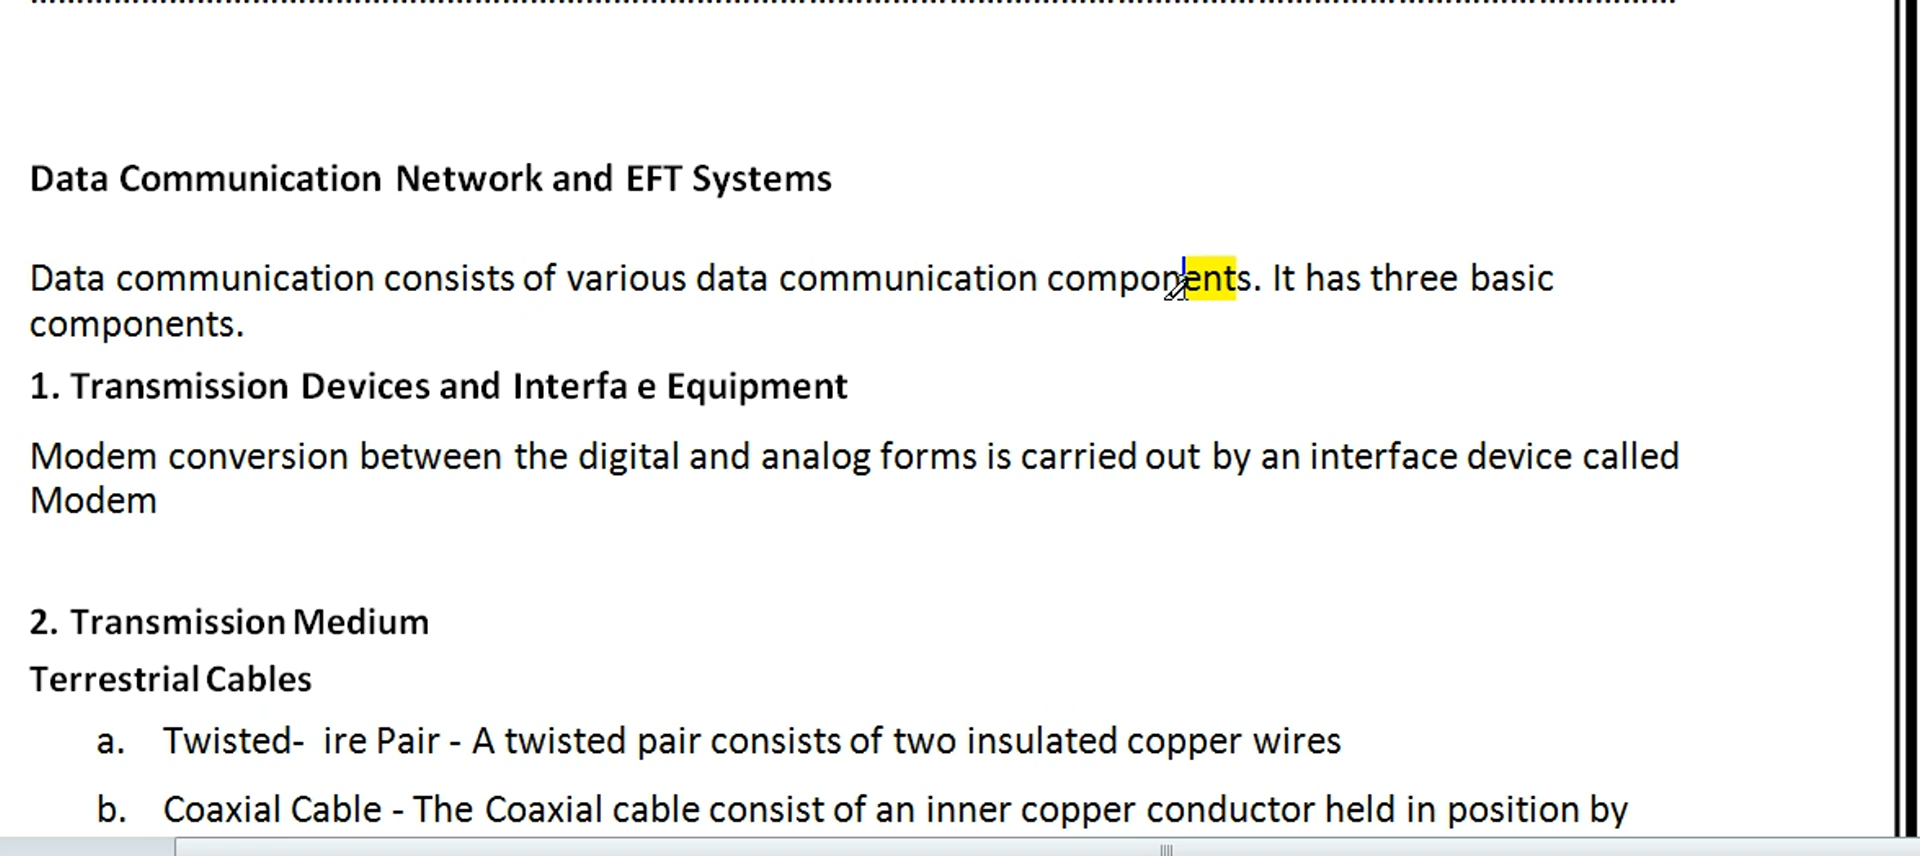 Data Communication Network and EFT Systems
Data communication consists of various data communication components. It has three basic
components.
1. Transmission Devices and Interfa e Equipment
Modem conversion between the digital and analog forms is carried out by an interface device called
Modem
2. Transmission Medium
Terrestrial Cables
a. Twisted- ire Pair - A twisted pair consists of two insulated copper wires
b. Coaxial Cable - The Coaxial cable consist of an inner copper conductor held in position by